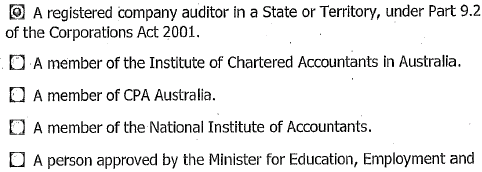 A registered company auditor in a State or Territory, under Part 9.2
of the Corporations Act 2001.
A member of the Institute of Chartered Accountants in Australia.
A member of CPA Australia.
A member of the National Institute of Accountants.
A person approved by the Minister for Education, Employment and